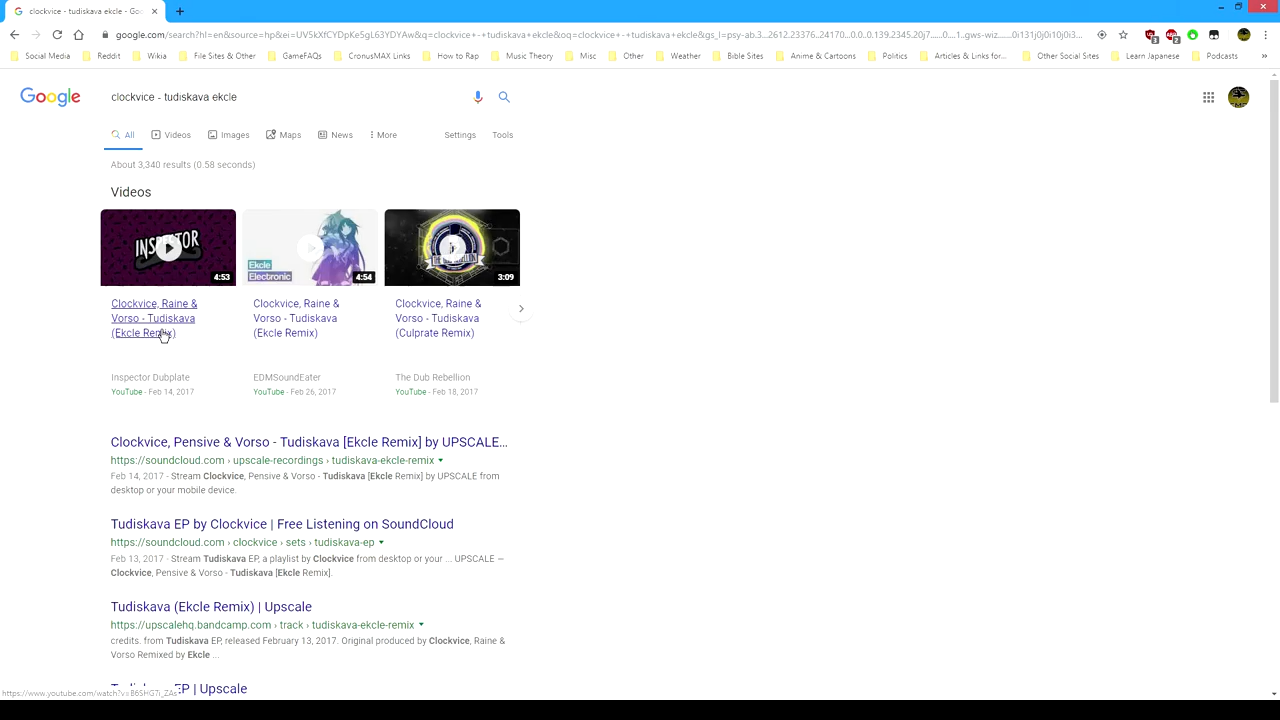 clockvice - tudiskava ekcle - Goo
google.com/search?hl=en&source=hp&ei=UV5kXfCYDpKe5gL63YDYAw&q=clockvice+-+tudiskava+ekcle&oq=clockvice+-+tudiskava+ekcle&gs_l=psy-ab.3...2612.23376..24170...0.0..0.139.2345.20j7......0....1..gws-wiz.......0i131j0j0i10j0i3...
Social Media Reddit Wikia File Sites & Other GameFAQs CronusMAX Links How to Rap Music Theory Misc Other Weather Bible Sites Anime & Cartoons Politics Articles & Links for... Other Social Sites Learn Japanese Podcasts »
Google clockvice - tudiskava ekcle
All Videos Images Maps News More Settings Tools
About 3,340 results (0.58 seconds)
Videos
INSPECTOR
Ekcle
Electronic
THE DUB REBELLION
4:53 4:54 3:09
Clockvice, Raine &
Vorso - Tudiskava
(Ekcle Remix)
Clockvice, Raine &
Vorso - Tudiskava
(Ekcle Remix)
Clockvice, Raine &
Vorso - Tudiskava
(Culprate Remix)
Inspector Dubplate
YouTube - Feb 14, 2017
EDMSoundEater
YouTube - Feb 26, 2017
The Dub Rebellion
YouTube - Feb 18, 2017
Clockvice, Pensive & Vorso - Tudiskava [Ekcle Remix] by UPSCALE...
https://soundcloud.com › upscale-recordings › tudiskava-ekcle-remix
Feb 14, 2017 - Stream Clockvice, Pensive & Vorso - Tudiskava [Ekcle Remix] by UPSCALE from
desktop or your mobile device.
Tudiskava EP by Clockvice | Free Listening on SoundCloud
https://soundcloud.com › clockvice › sets › tudiskava-ep
Feb 13, 2017 - Stream Tudiskava EP, a playlist by Clockvice from desktop or your ... UPSCALE —
Clockvice, Pensive & Vorso - Tudiskava [Ekcle Remix].
Tudiskava (Ekcle Remix) | Upscale
https://upscalehq.bandcamp.com › track › tudiskava-ekcle-remix
credits. from Tudiskava EP, released February 13, 2017. Original produced by Clockvice, Raine &
Vorso Remixed by Ekcle ...
EP | Upscale